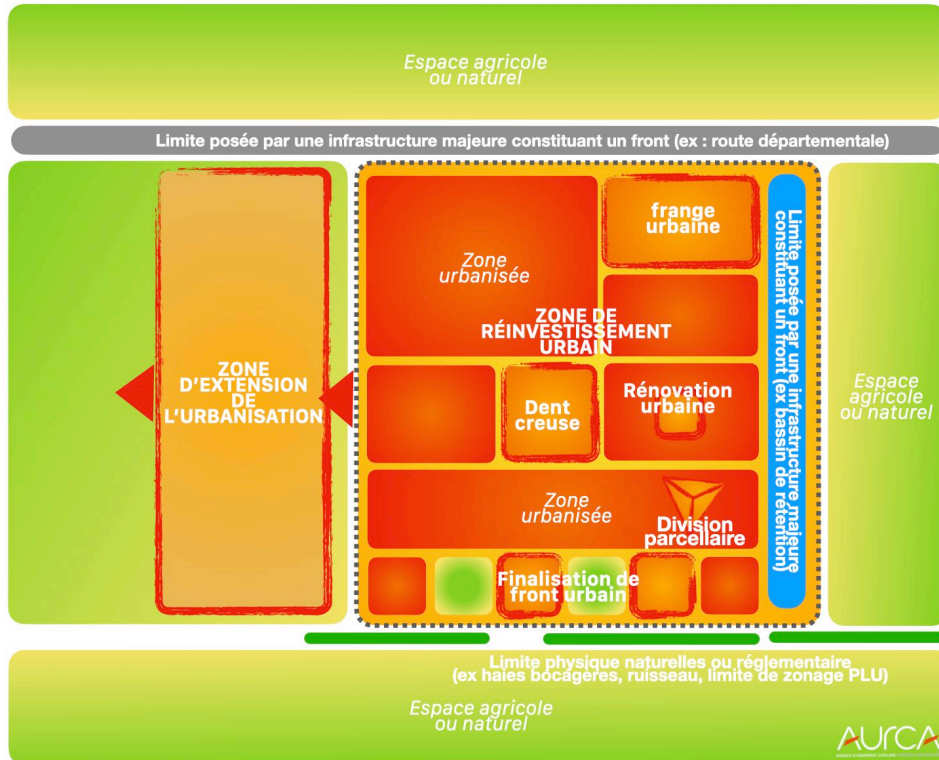 Espace agricole
ou naturel
Limite posée par une infrastructure majeure constituant un front (ex : route départementale)
frange
urbaine
Zone
urbanisée
ZONE DE
RÉINVESTISSEMENT
URBAIN
Limite posée par une infrastructure majeure
constituant un front (ex bassin de rétention)
ZONE
D'EXTENSION
DE
L'URBANISATION
Dent
creuse
Rénovation
urbaine
Espace
agricole
ou naturel
Zone
urbanisée
Division
parcellaire
Finalisation de
front urbain
Limite physique naturelles ou réglementaire
(ex haies bocagères, ruisseau, limite de zonage PLU)
Espace agricole
ou naturel
AURCA